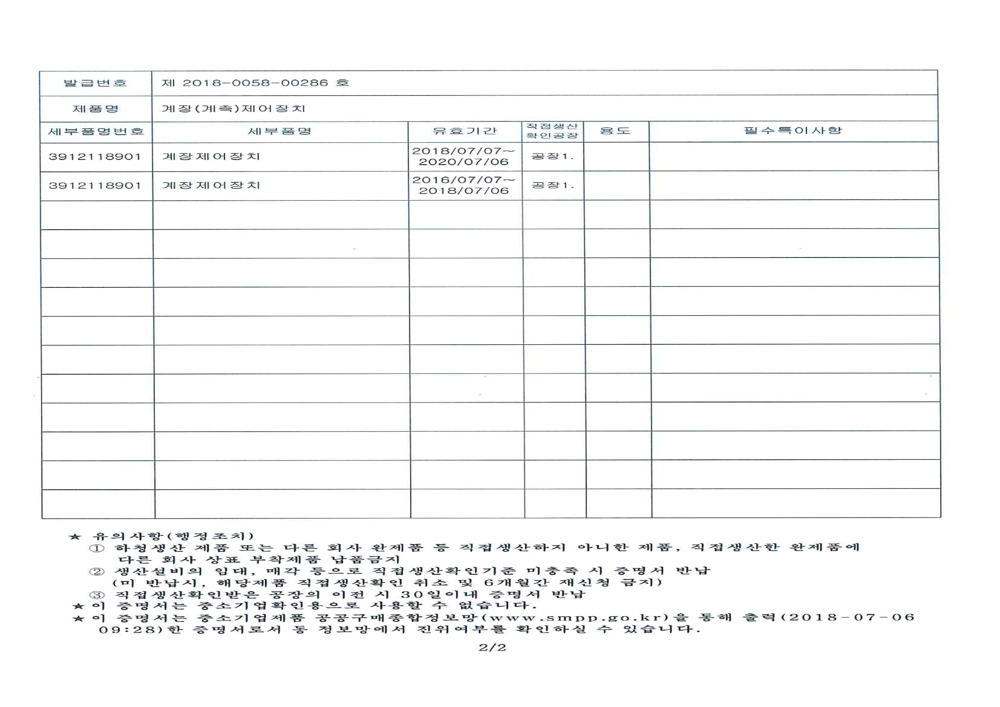 발급번호 제 2018-0058-00286 호
제품명 계장(계측)제어장치
세부품명번호 세부품명 유효기간 직접생산 확인공장 용도 필수특이사항
3912118901 계장제어장치 2018/07/07~ 2020/07/06 공장1.
3912118901 계장제어장치 2016/07/07~ 2018/07/06 공장1.
★ 유의사항(행정조치)
① 하청생산 제품 또는 다른 회사 완제품 등 직접생산하지 아니한 제품, 직접생산한 완제품에
다른 회사 상표 부착제품 납품금지
② 생산설비의 임대, 매각 등으로 직접생산확인기준 미충족 시 증명서 반납
(미 반납시, 해당제품 직접생산확인 취소 및 6개월간 재신청 금지)
③ 직접생산확인받은 공장의 이전 시 30일이내 증명서 반납
★ 이 증명서는 중소기업확인용으로 사용할 수 없습니다.
★ 이 증명서는 중소기업제품 공공구매종합정보망(www.smpp.go.kr)을 통해 출력(2018-07-06
09:28)한 증명서로서 동 정보망에서 진위여부를 확인하실 수 있습니다.
2/2